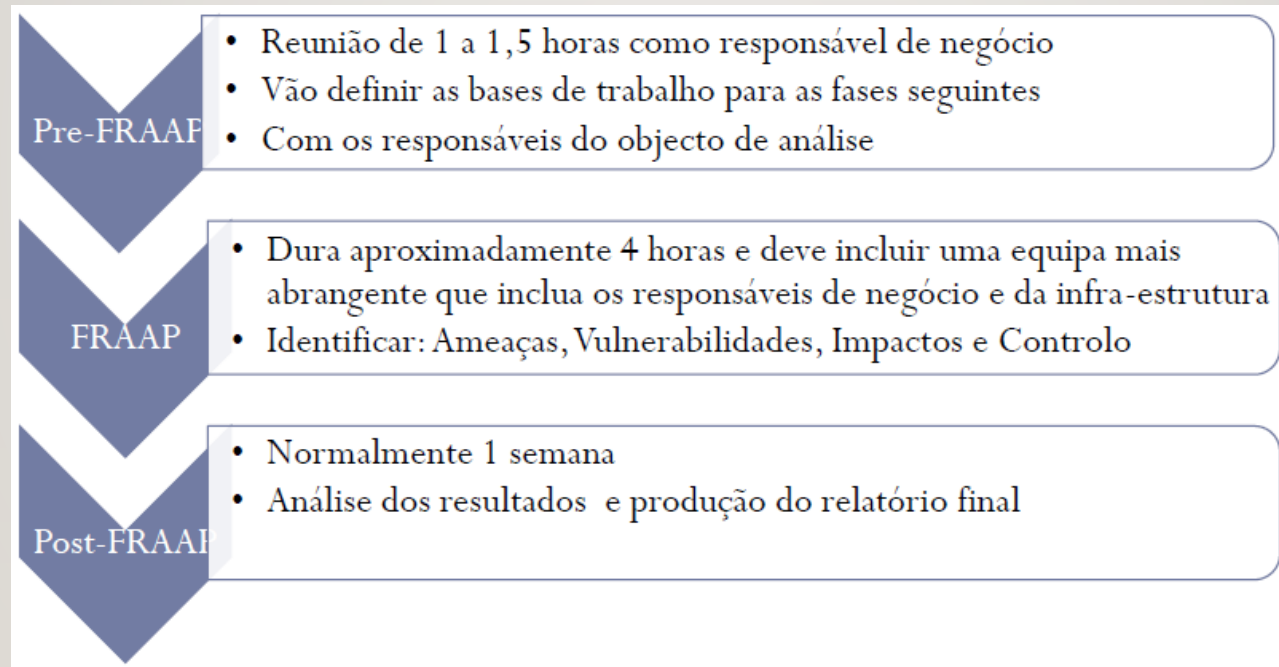 Pre-FRAAP
• Reunião de 1 a 1,5 horas como responsável de negócio
• Vão definir as bases de trabalho para as fases seguintes
• Com os responsáveis do objecto de análise
FRAAP
• Dura aproximadamente 4 horas e deve incluir uma equipa mais
abrangente que inclua os responsáveis de negócio e da infra-estrutura
• Identificar: Ameaças, Vulnerabilidades, Impactos e Controlo
Post-FRAAP
• Normalmente 1 semana
• Análise dos resultados e produção do relatório final